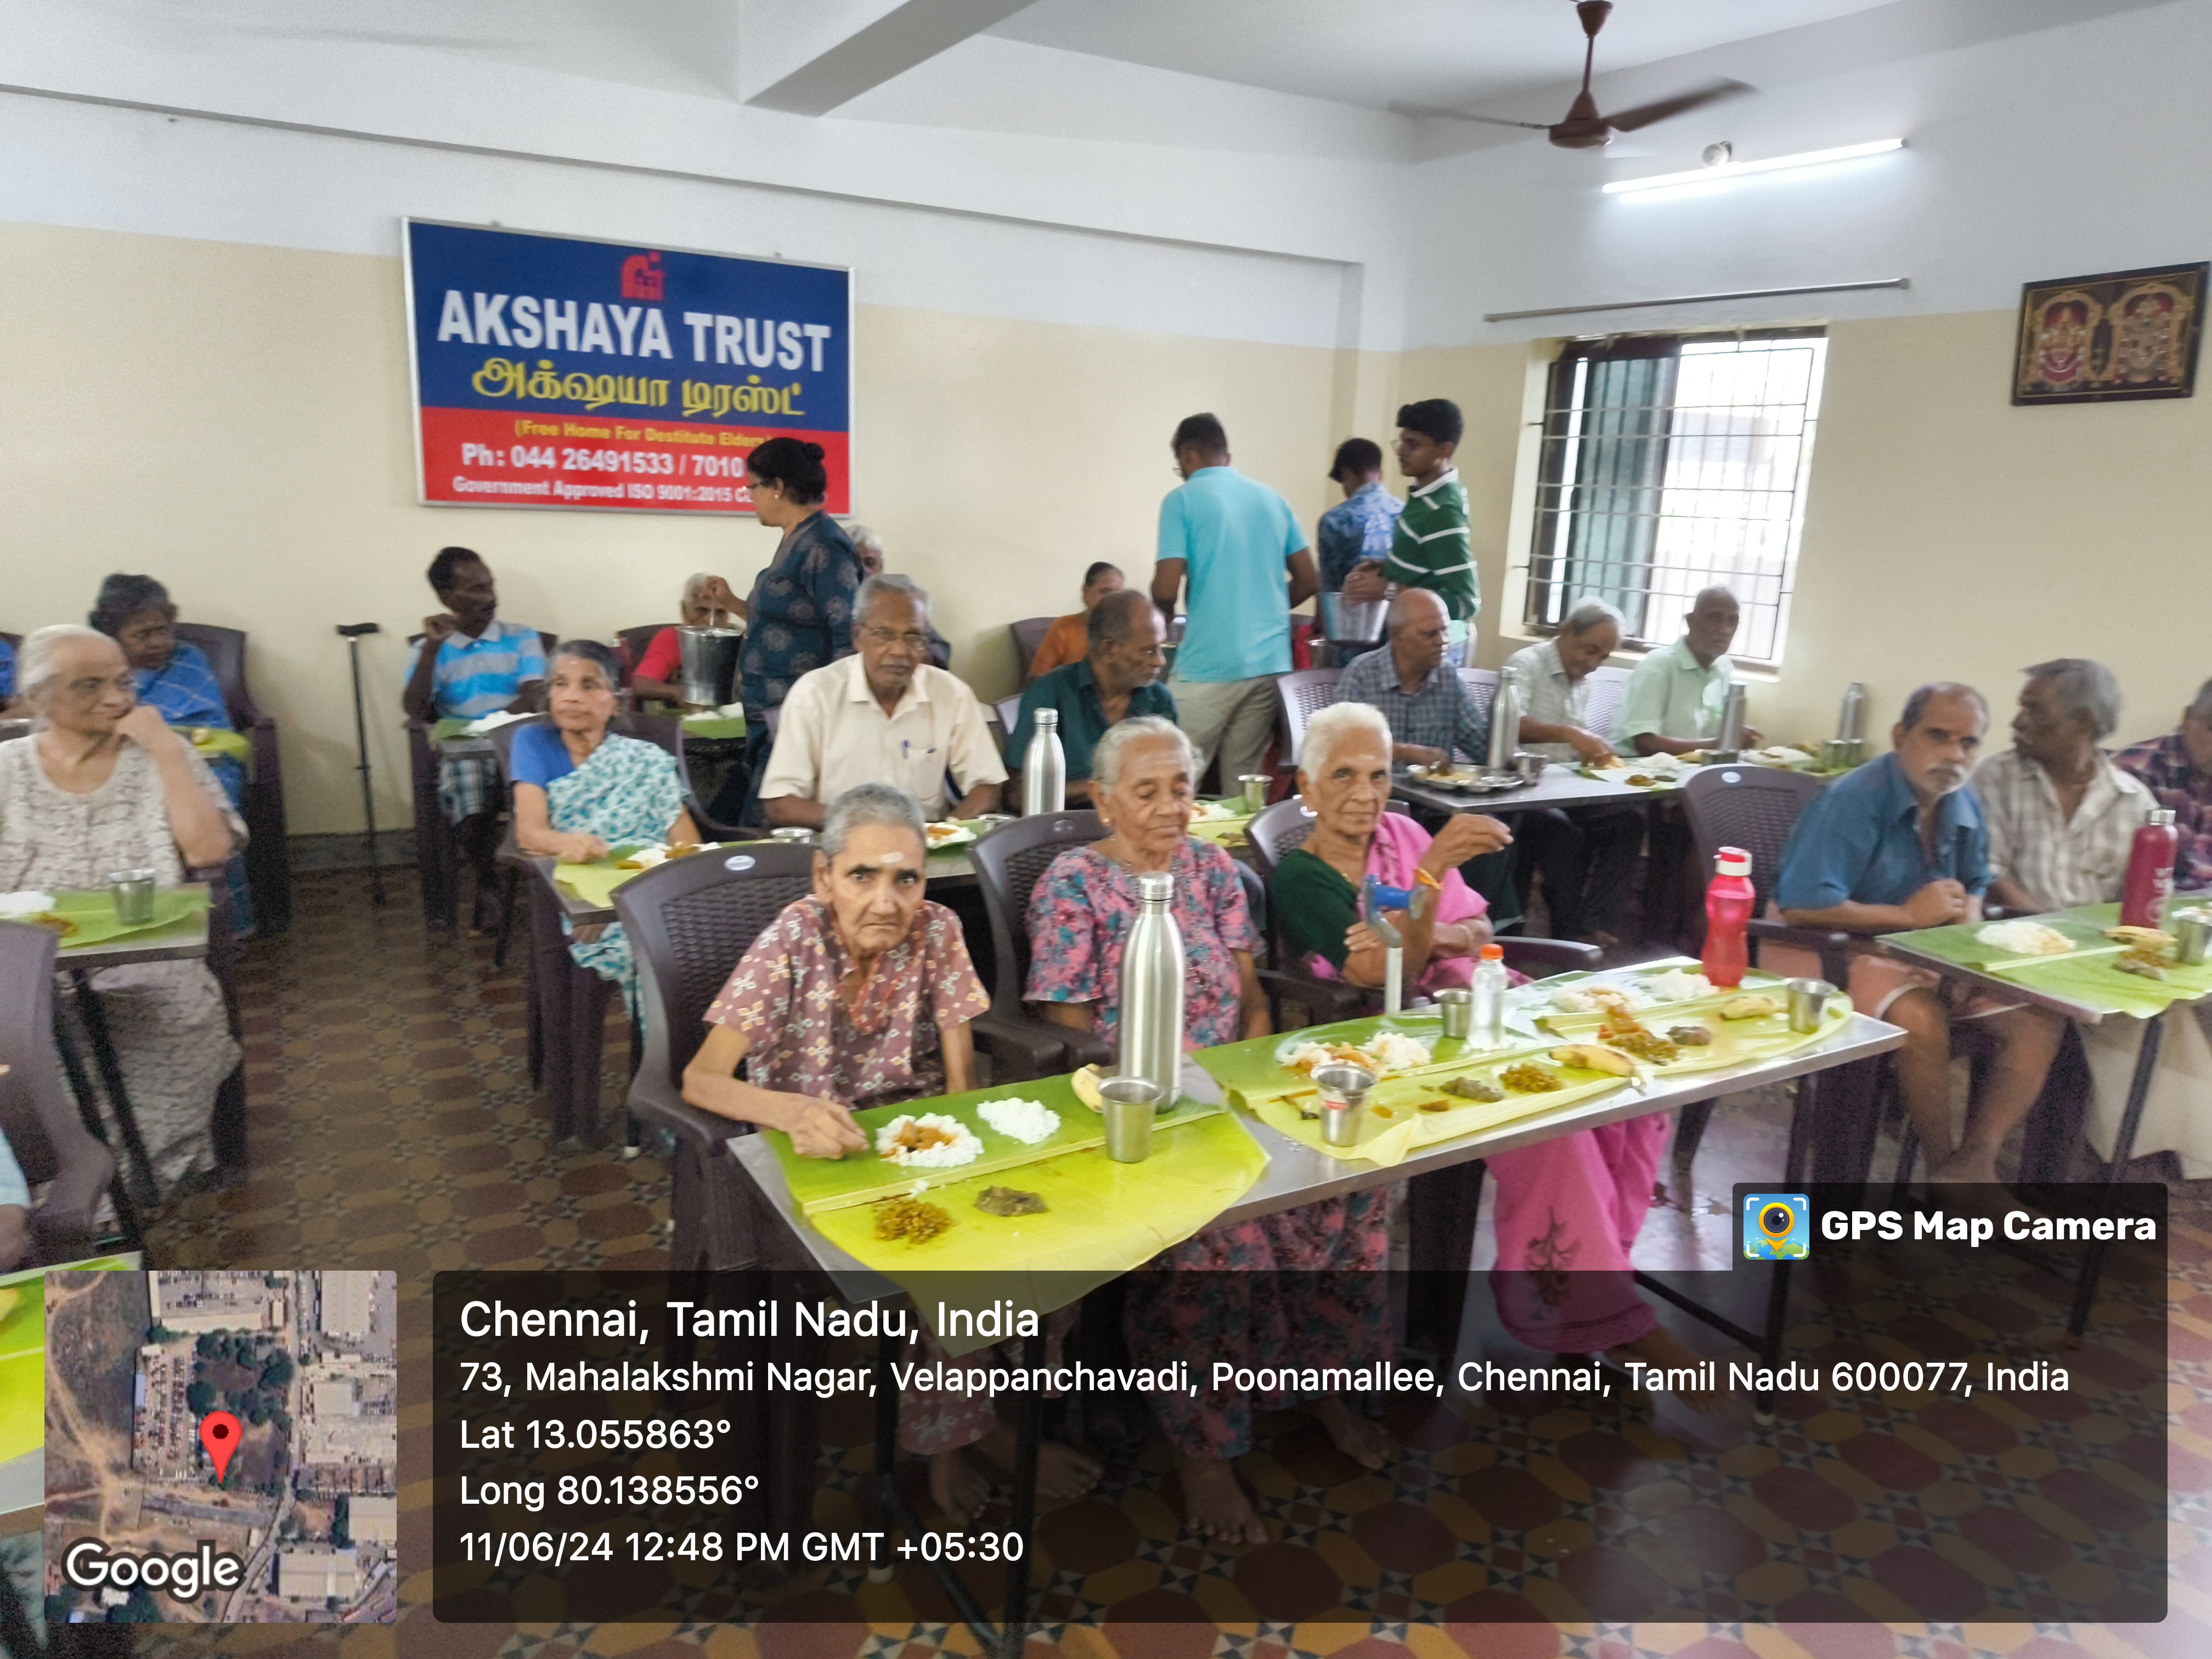 AKSHAYA TRUST
அக்ஷயா டிரஸ்ட்
(Free Home For Destitute Elders)
Ph: 044 26491533 / 7010
Government Approved ISO 9001:2015
GPS Map Camera
Chennai, Tamil Nadu, India
73, Mahalakshmi Nagar, Velappanchavadi, Poonamallee, Chennai, Tamil Nadu 600077, India
Lat 13.055863°
Long 80.138556°
11/06/24 12:48 PM GMT +05:30
Google